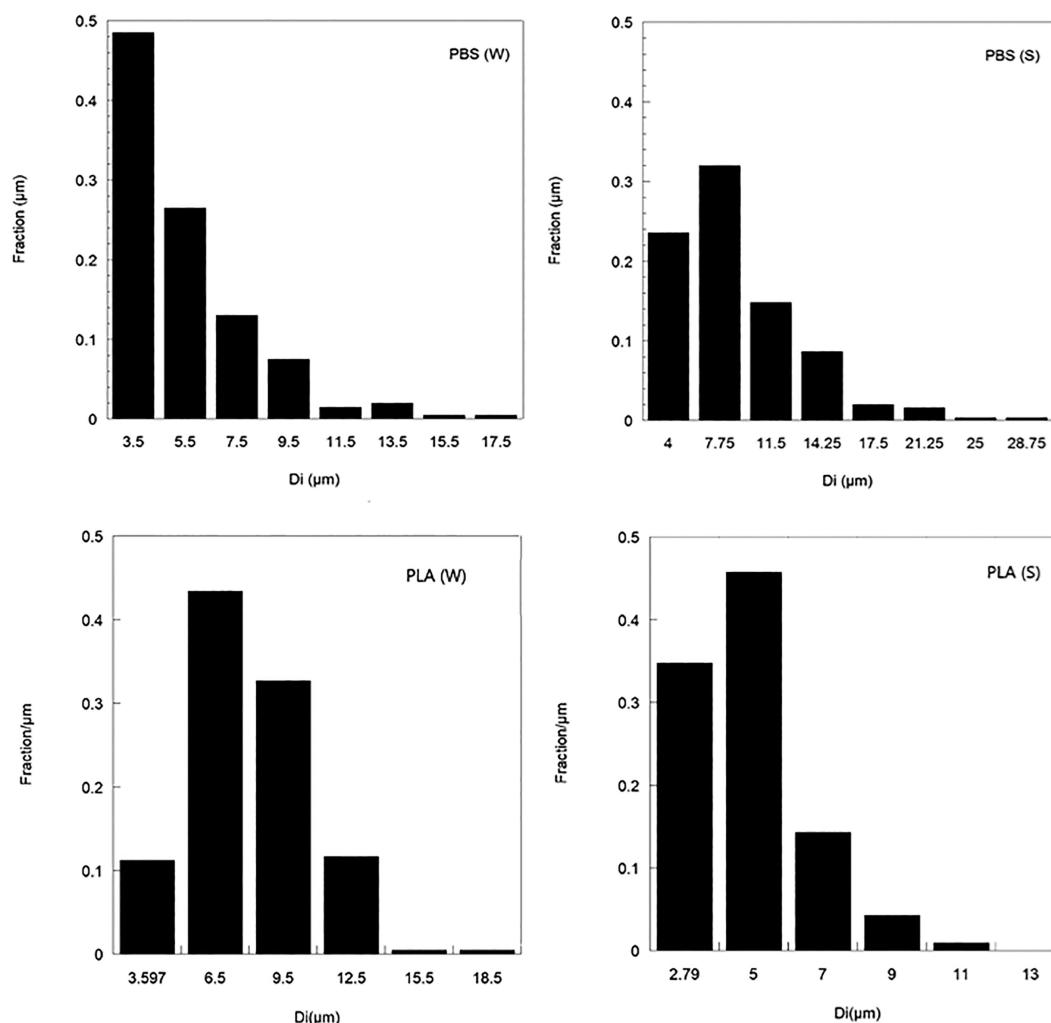 PBS (W)
0.5
0.4
0.3
0.2
0.1
0
Fraction (µm)
3.5 5.5 7.5 9.5 11.5 13.5 15.5 17.5
Di (µm)
PBS (S)
0.5
0.4
0.3
0.2
0.1
0
Fraction (µm)
4 7.75 11.5 14.25 17.5 21.25 25 28.75
Di (µm)
PLA (W)
0.5
0.4
0.3
0.2
0.1
0
Fraction/µm
3.597 6.5 9.5 12.5 15.5 18.5
Di(µm)
PLA (S)
0.5
0.4
0.3
0.2
0.1
0
Fraction/µm
2.79 5 7 9 11 13
Di(µm)